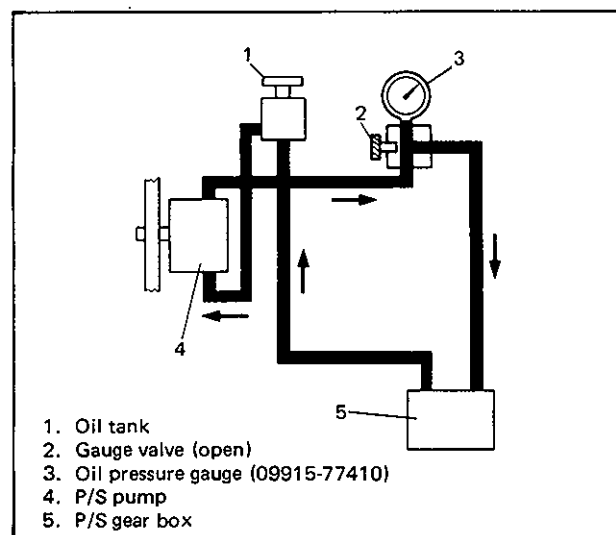 1
3
2
4
5
1. Oil tank
2. Gauge valve (open)
3. Oil pressure gauge (09915-77410)
4. P/S pump
5. P/S gear box